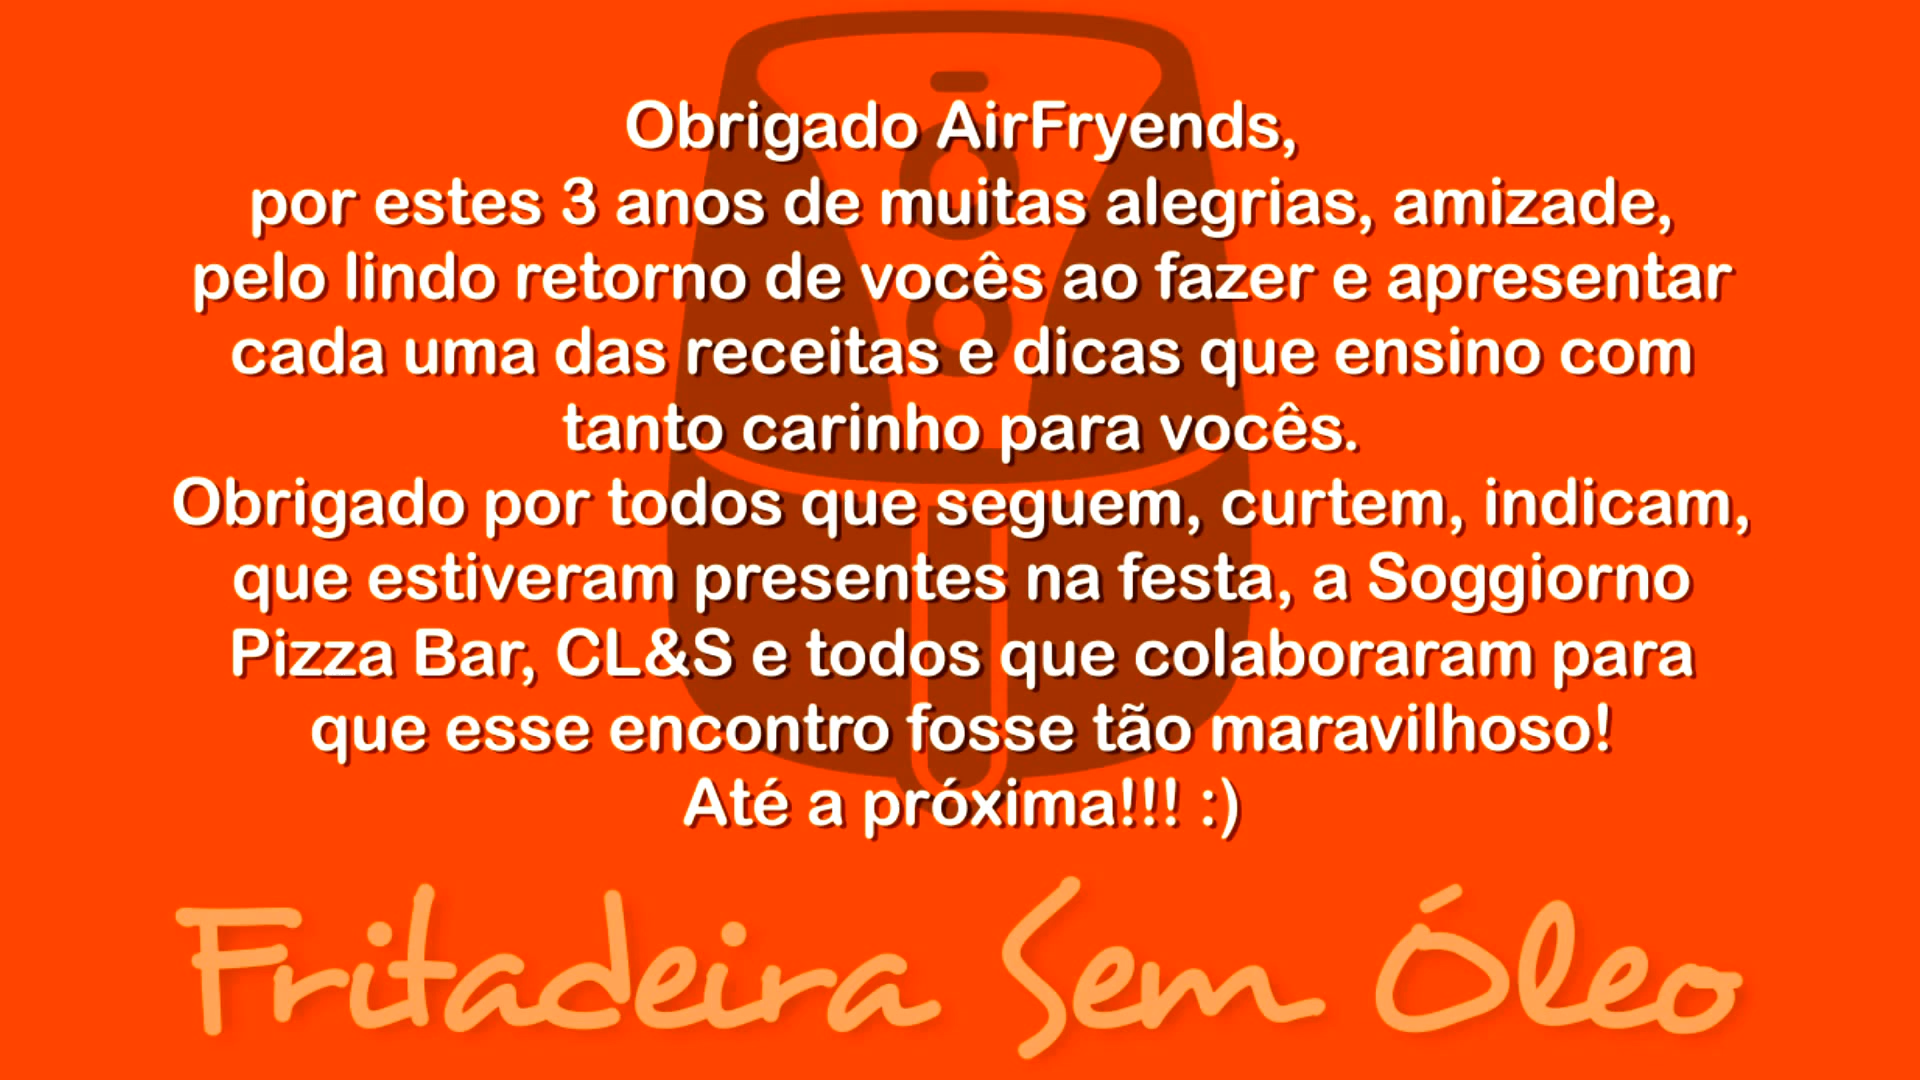 Obrigado AirFryends,
por estes 3 anos de muitas alegrias, amizade,
pelo lindo retorno de vocês ao fazer e apresentar
cada uma das receitas e dicas que ensino com
tanto carinho para vocês.
Obrigado por todos que seguem, curtem, indicam,
que estiveram presentes na festa, a Soggiorno
Pizza Bar, CL&S e todos que colaboraram para
que esse encontro fosse tão maravilhoso!
Até a próxima!!! :)
Fritadeira Sem Óleo